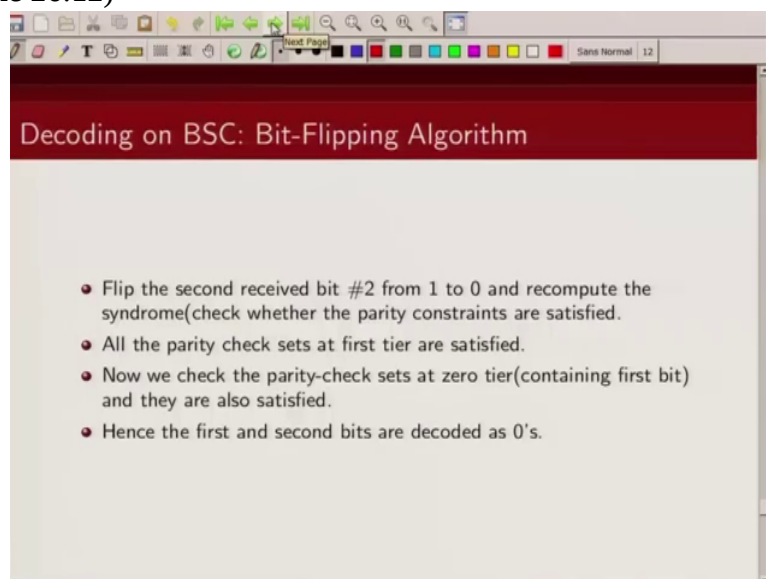 Next Page
Sans Normal 12
Decoding on BSC: Bit-Flipping Algorithm
Flip the second received bit #2 from 1 to 0 and recompute the
syndrome(check whether the parity constraints are satisfied.
All the parity check sets at first tier are satisfied.
Now we check the parity-check sets at zero tier(containing first bit)
and they are also satisfied.
Hence the first and second bits are decoded as 0's.